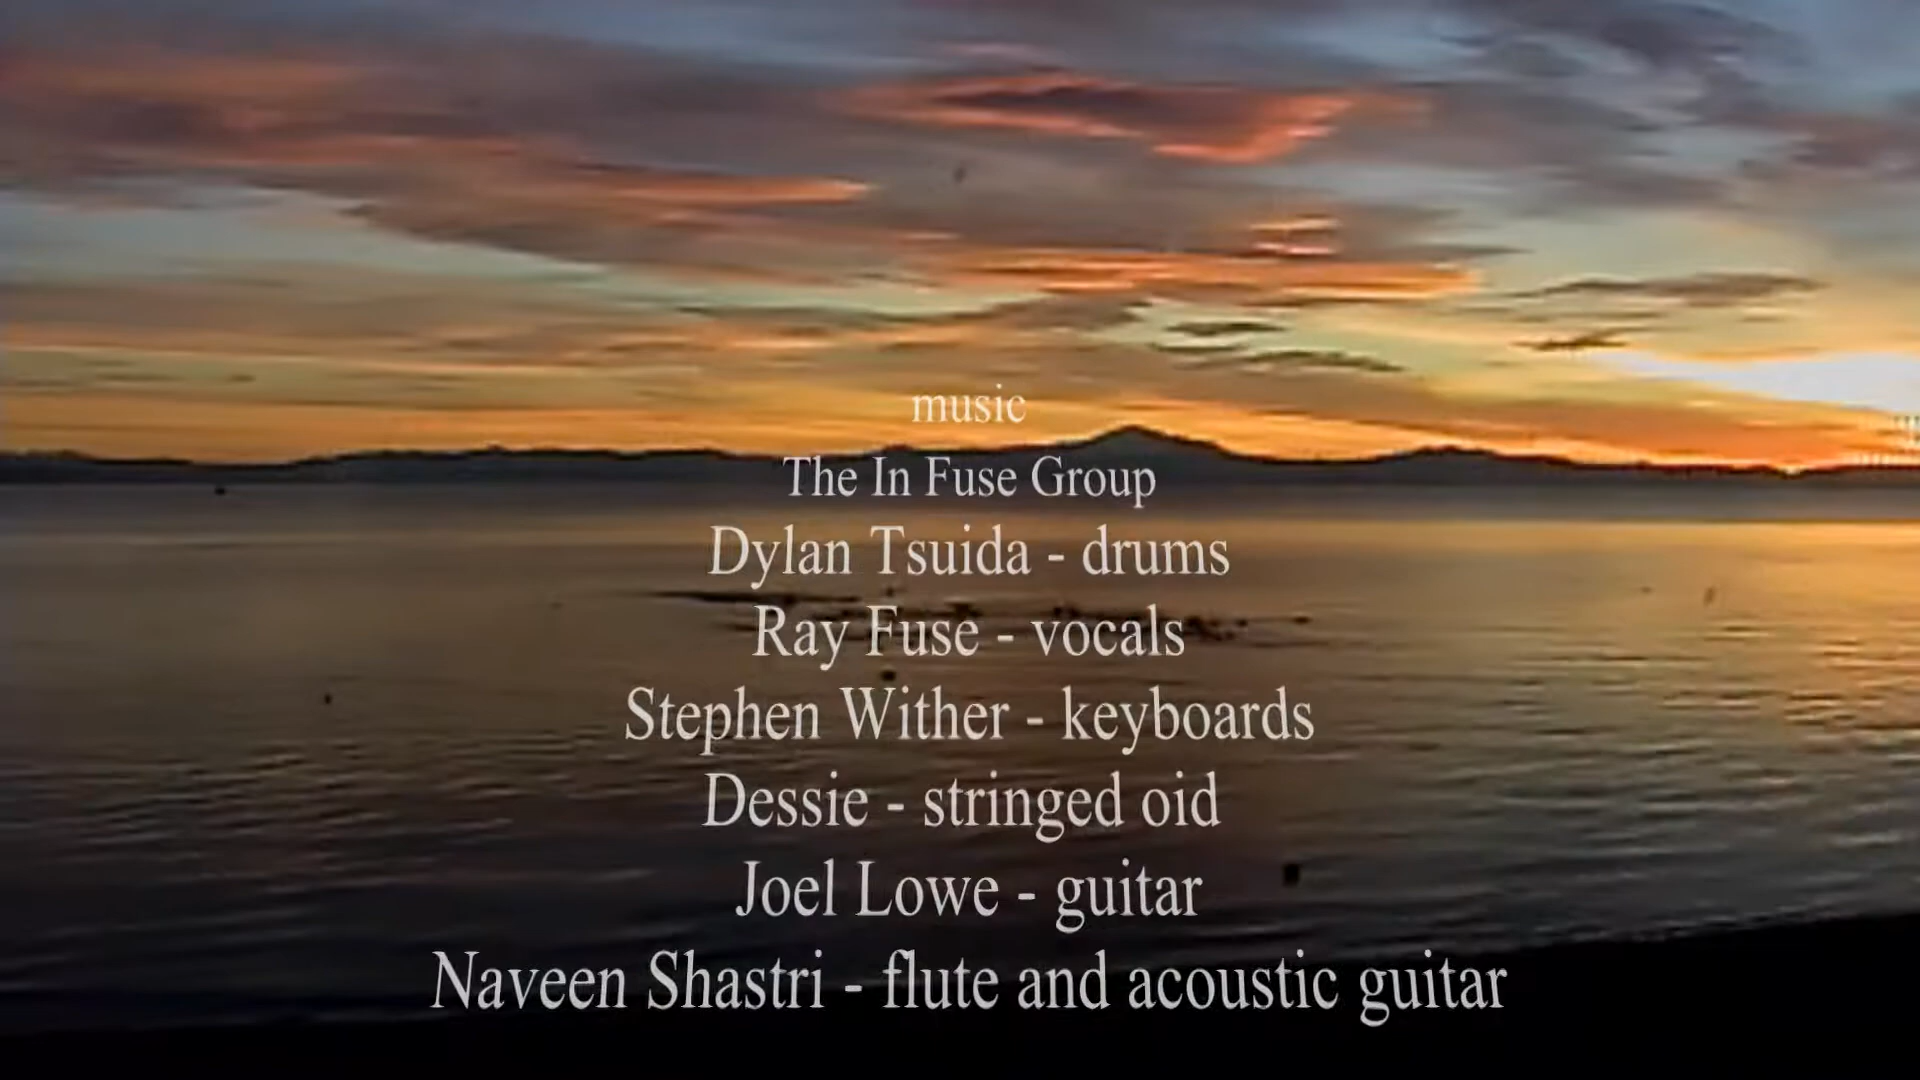 music
The In Fuse Group
Dylan Tsuida - drums
Ray Fuse - vocals
Stephen Wither - keyboards
Dessie - stringed oid
Joel Lowe - guitar
Naveen Shastri - flute and acoustic guitar